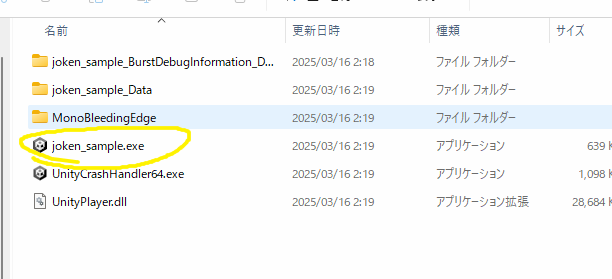 名前 更新日時 種類 サイズ
joken_sample_BurstDebugInformation_D... 2025/03/16 2:18 ファイル フォルダー
joken_sample_Data 2025/03/16 2:19 ファイル フォルダー
MonoBleedingEdge 2025/03/16 2:19 ファイル フォルダー
joken_sample.exe 2025/03/16 2:19 アプリケーション 639 K
UnityCrashHandler64.exe 2025/03/16 2:19 アプリケーション 1,098 K
UnityPlayer.dll 2025/03/16 2:19 アプリケーション拡張 28,684 K